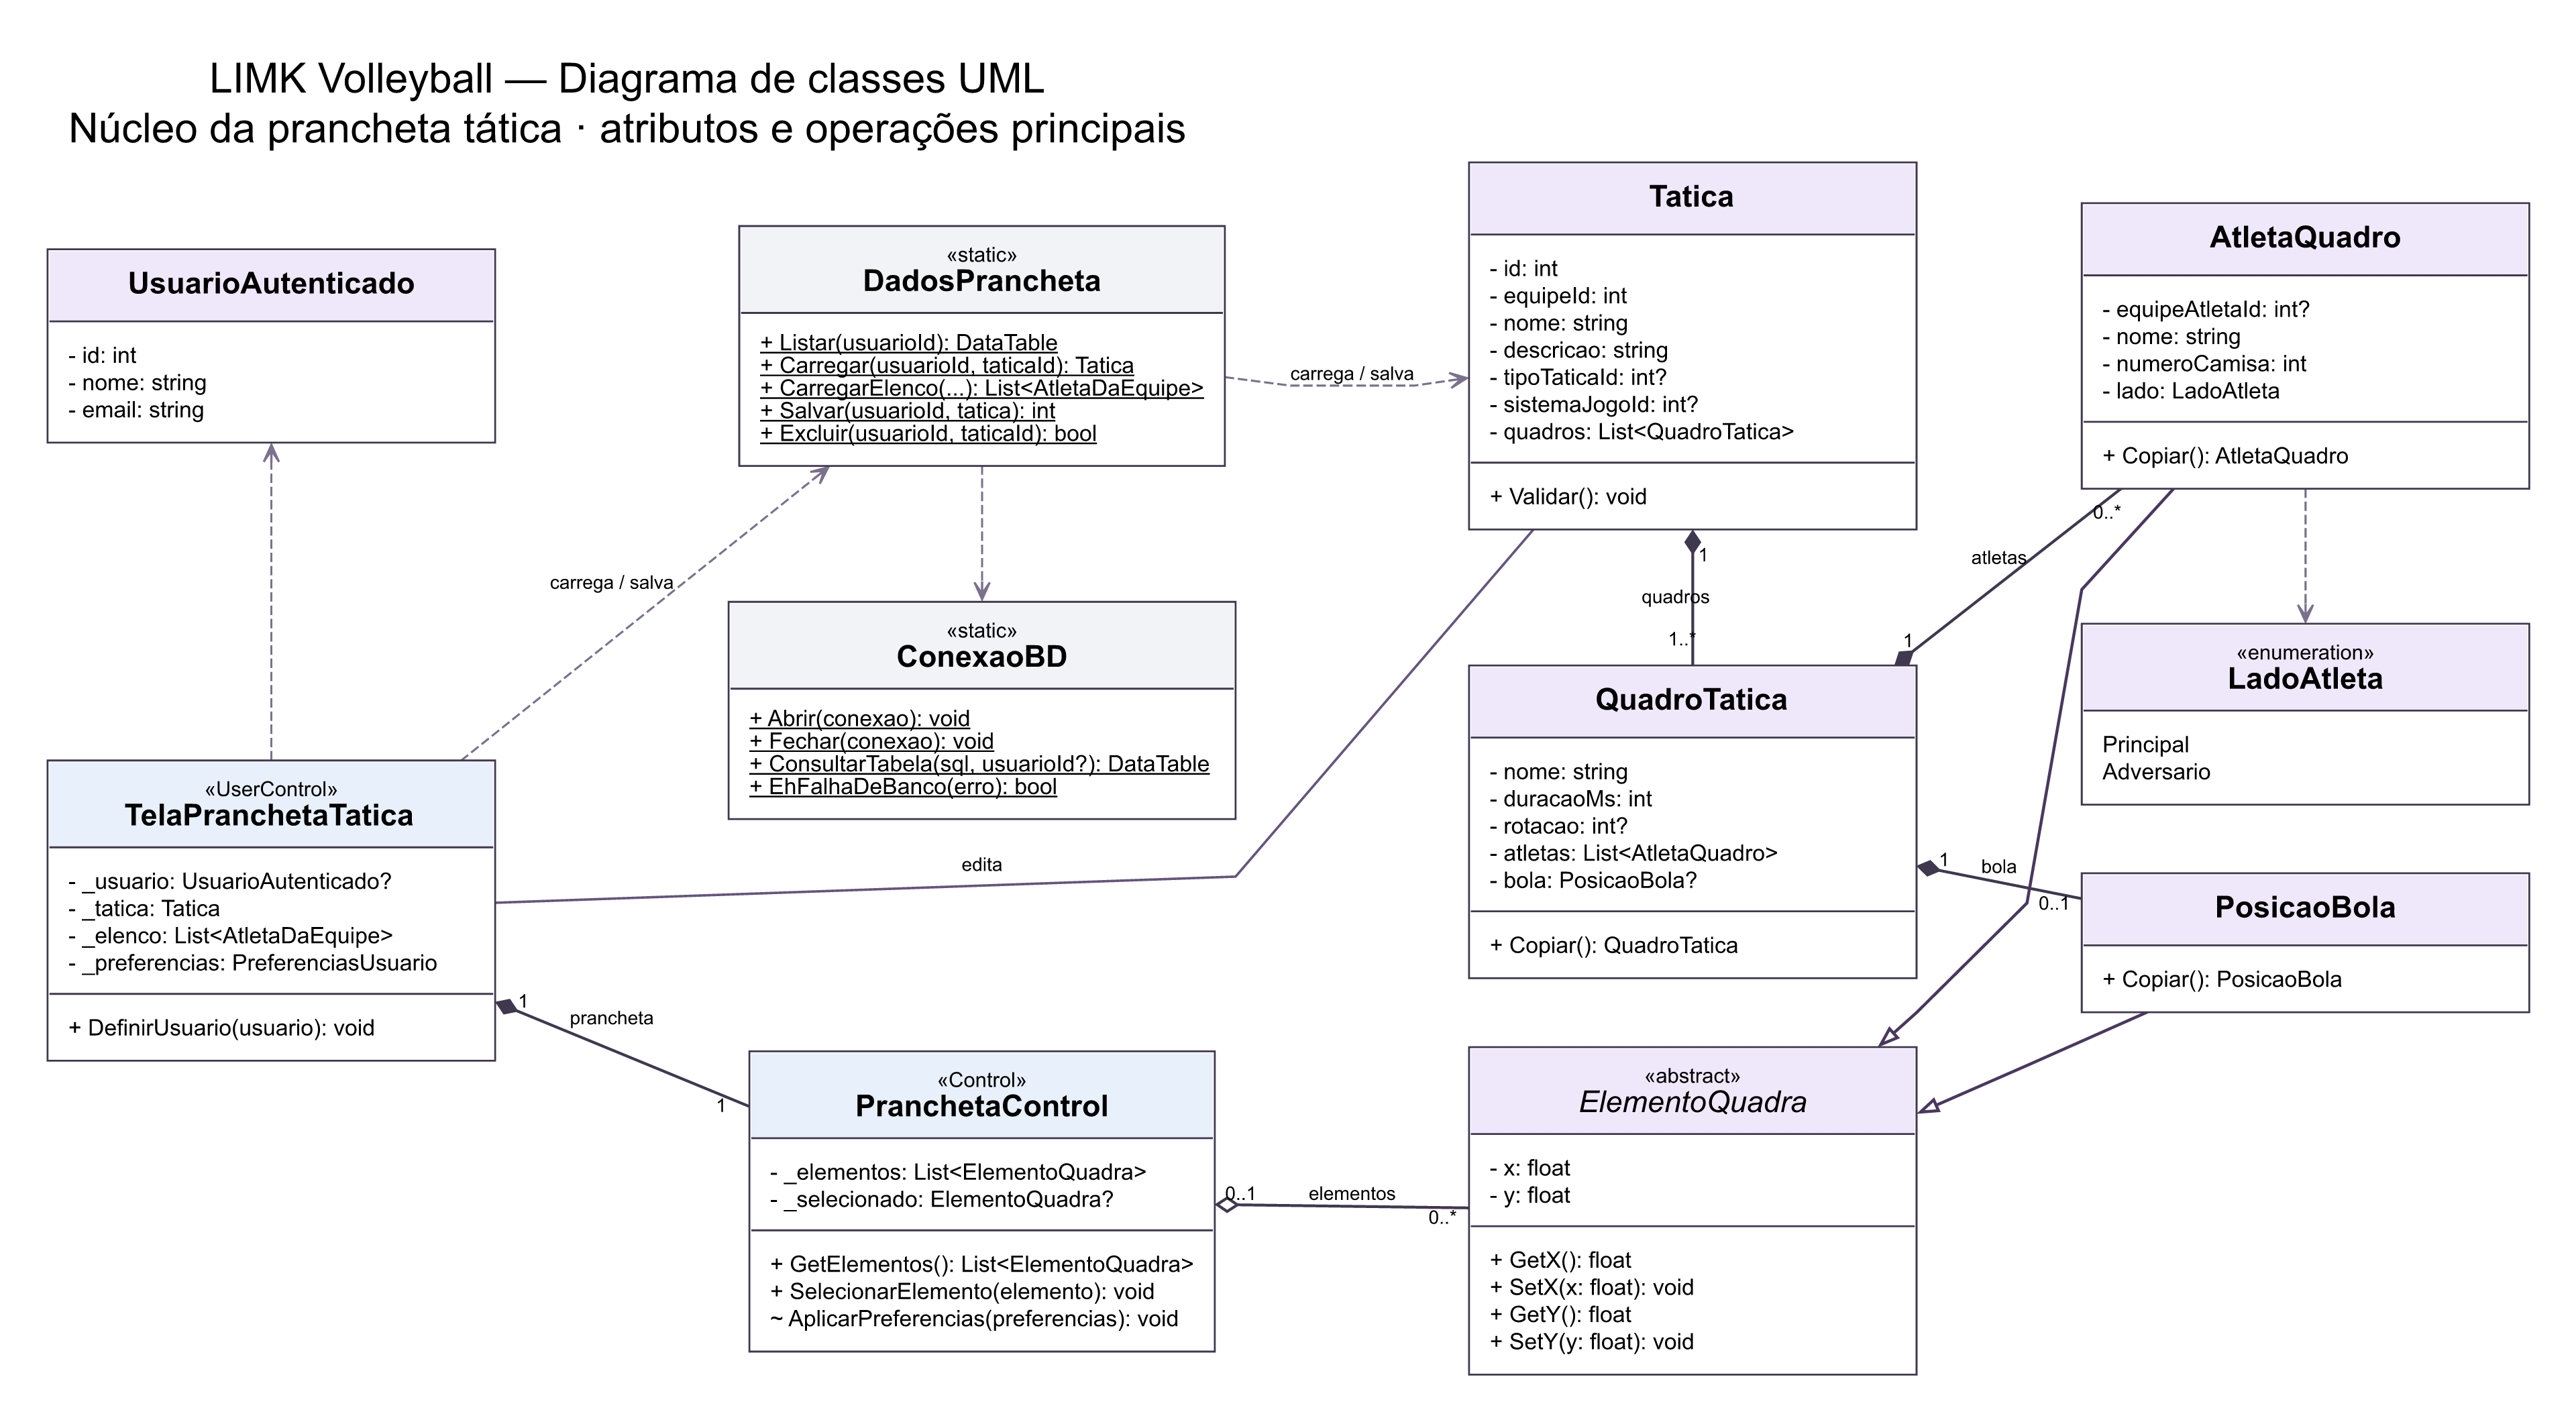 LIMK Volleyball — Diagrama de classes UML
Núcleo da prancheta tática · atributos e operações principais
UsuarioAutenticado
- id: int
- nome: string
- email: string
«static»
DadosPrancheta
+ Listar(usuarioId): DataTable
+ Carregar(usuarioId, taticaId): Tatica
+ CarregarElenco(...): List<AtletaDaEquipe>
+ Salvar(usuarioId, tatica): int
+ Excluir(usuarioId, taticaId): bool
carrega / salva
Tatica
- id: int
- equipeId: int
- nome: string
- descricao: string
- tipoTaticaId: int?
- sistemaJogoId: int?
- quadros: List<QuadroTatica>
+ Validar(): void
AtletaQuadro
- equipeAtletaId: int?
- nome: string
- numeroCamisa: int
- lado: LadoAtleta
+ Copiar(): AtletaQuadro
0..*
atletas
1
1
quadros
1..*
carrega / salva
«static»
ConexaoBD
+ Abrir(conexao): void
+ Fechar(conexao): void
+ ConsultarTabela(sql, usuarioId?): DataTable
+ EhFalhaDeBanco(erro): bool
«enumeration»
LadoAtleta
Principal
Adversario
QuadroTatica
- nome: string
- duracaoMs: int
- rotacao: int?
- atletas: List<AtletaQuadro>
- bola: PosicaoBola?
+ Copiar(): QuadroTatica
1
bola
0..1
PosicaoBola
+ Copiar(): PosicaoBola
«UserControl»
TelaPranchetaTatica
- _usuario: UsuarioAutenticado?
- _tatica: Tatica
- _elenco: List<AtletaDaEquipe>
- _preferencias: PreferenciasUsuario
+ DefinirUsuario(usuario): void
edita
1
prancheta
1
«Control»
PranchetaControl
- _elementos: List<ElementoQuadra>
- _selecionado: ElementoQuadra?
+ GetElementos(): List<ElementoQuadra>
+ SelecionarElemento(elemento): void
~ AplicarPreferencias(preferencias): void
0..1
elementos
0..*
«abstract»
ElementoQuadra
- x: float
- y: float
+ GetX(): float
+ SetX(x: float): void
+ GetY(): float
+ SetY(y: float): void